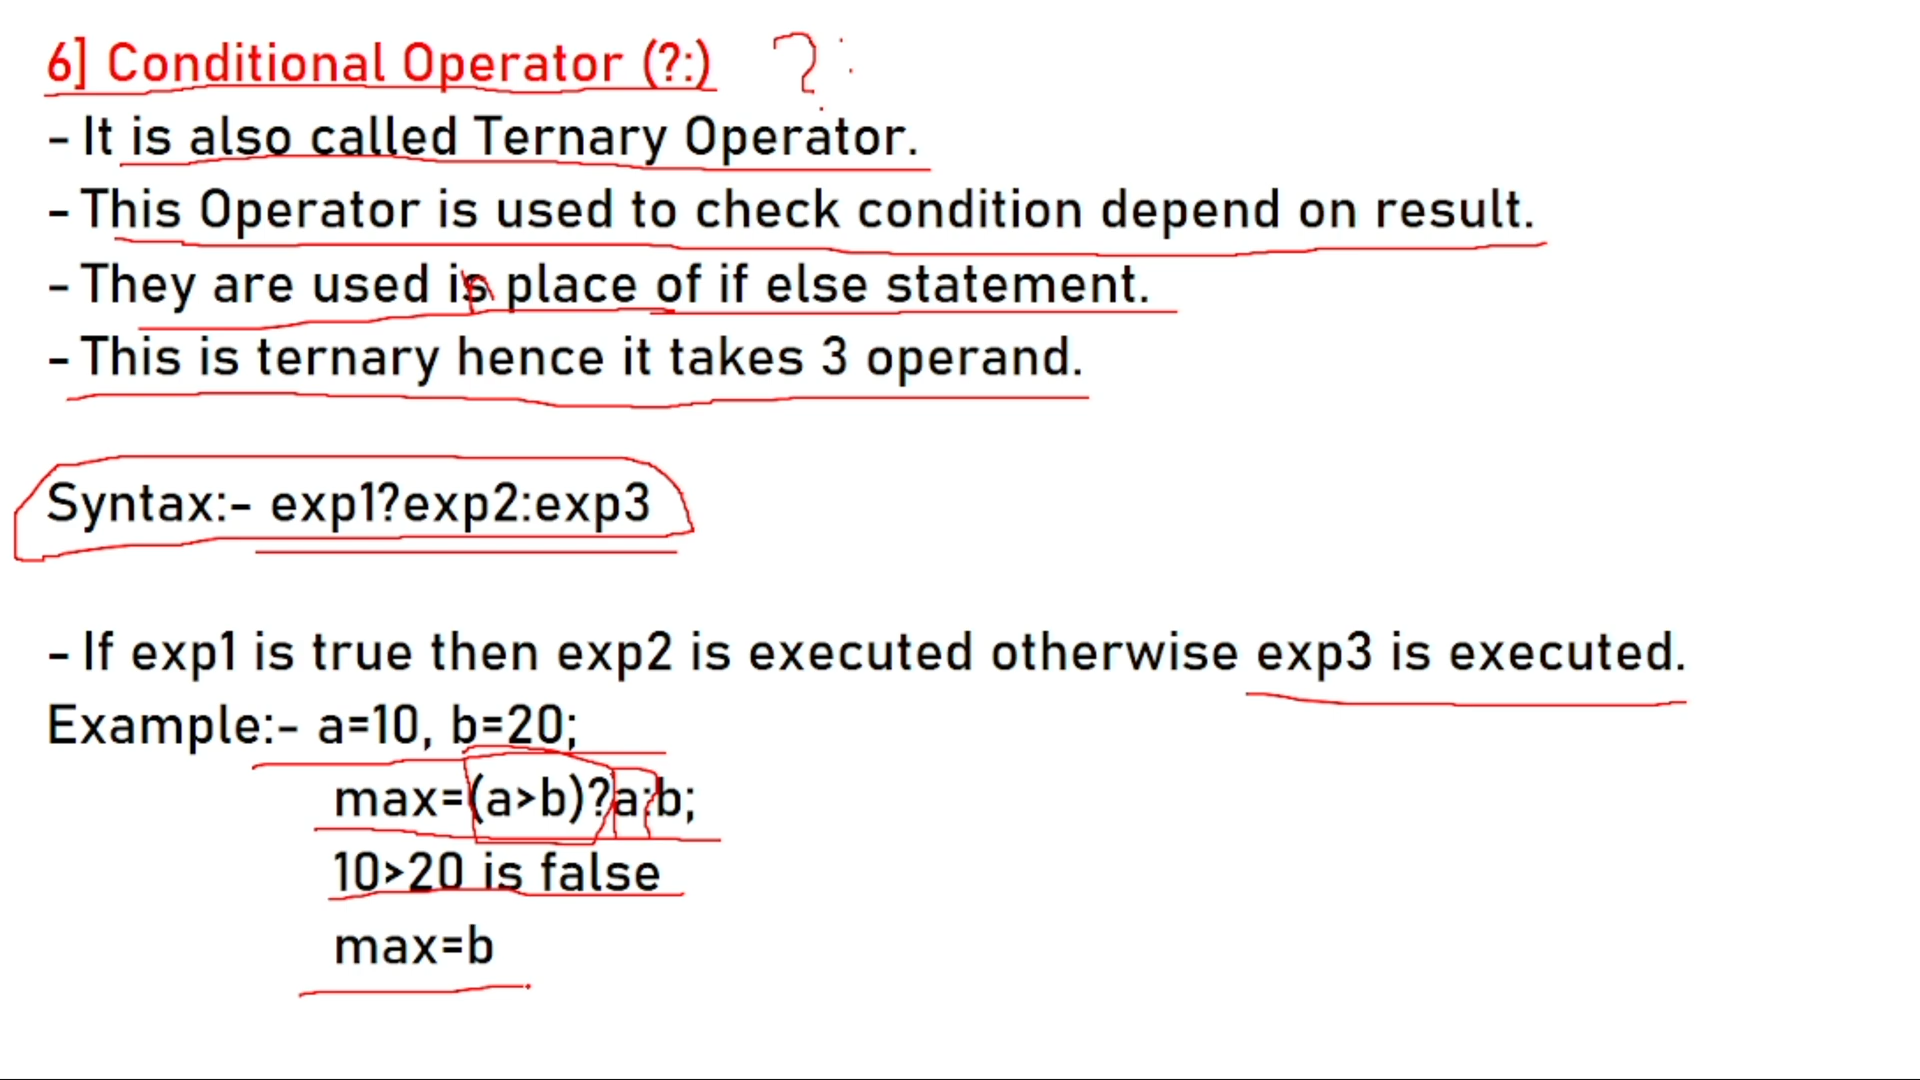 6] Conditional Operator (?:) ? :
- It is also called Ternary Operator.
- This Operator is used to check condition depend on result.
- They are used is place of if else statement.
- This is ternary hence it takes 3 operand.
Syntax:- exp1?exp2:exp3
- If exp1 is true then exp2 is executed otherwise exp3 is executed.
Example:- a=10, b=20;
max=(a>b)?a:b;
10>20 is false
max=b